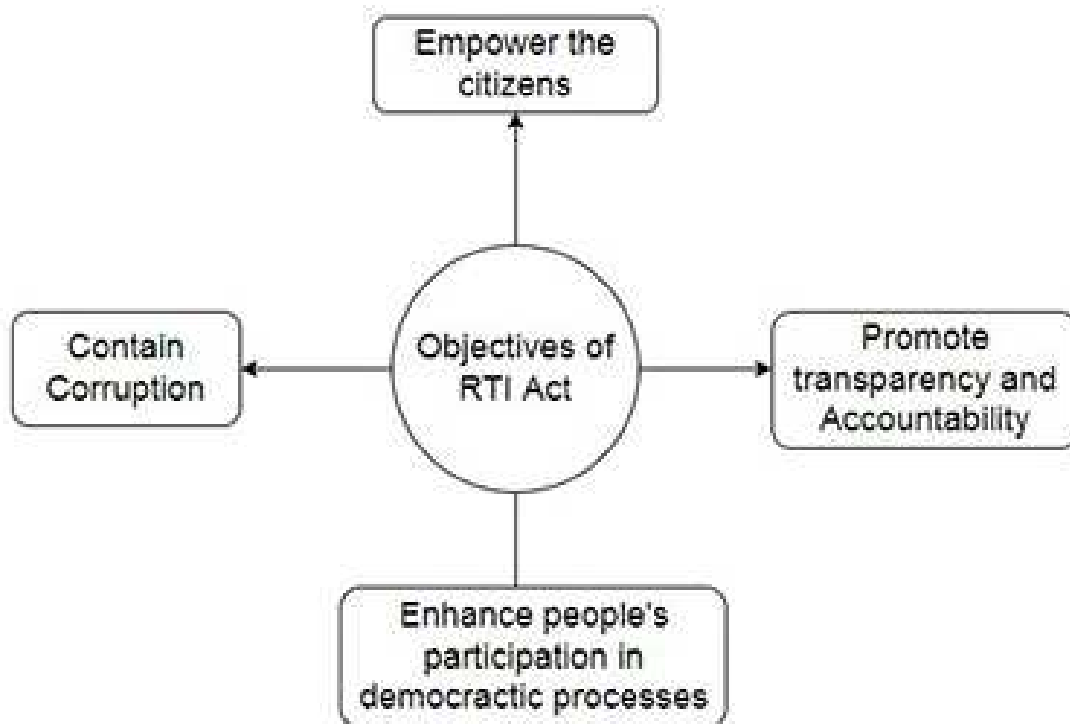 Empower the
citizens
Contain
Corruption
Objectives of
RTI Act
Promote
transparency and
Accountability
Enhance people's
participation in
democractic processes